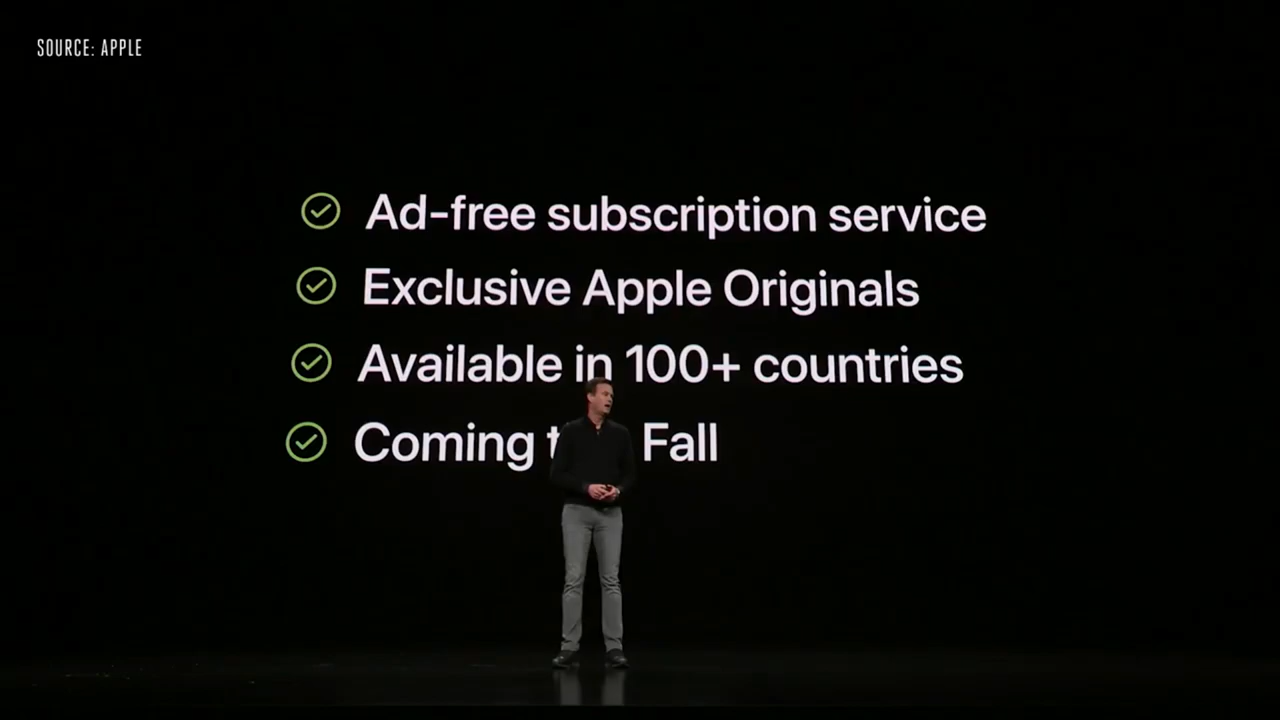 SOURCE: APPLE
Ad-free subscription service
Exclusive Apple Originals
Available in 100+ countries
Coming Fall